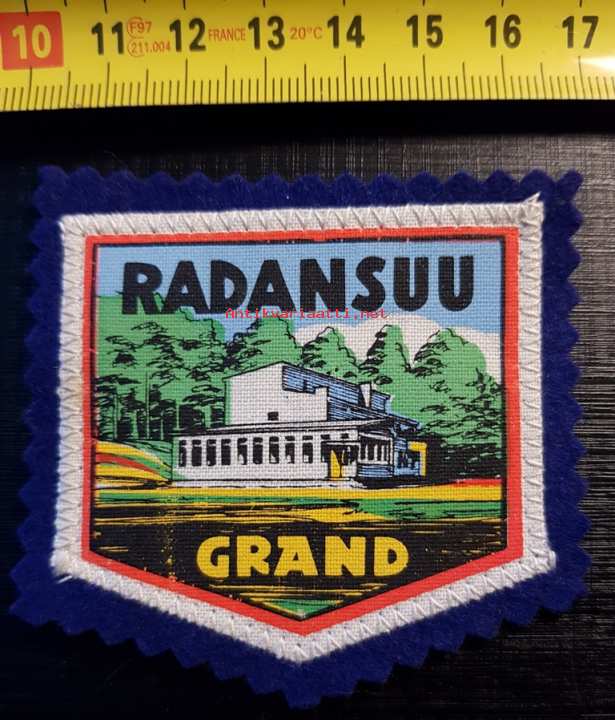 10 11 F97 12 FRANCE 13 20°C 14 15 16 17
211.004
RADANSUU
Antikvariaatti.net
GRAND